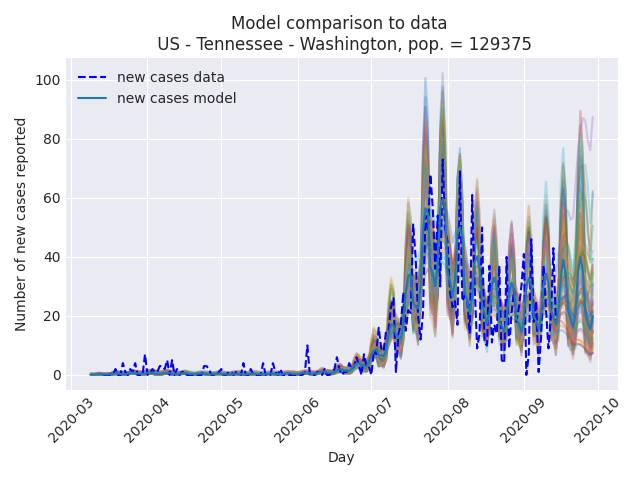 Model comparison to data
US - Tennessee - Washington, pop. = 129375
new cases data
new cases model
Number of new cases reported
100
80
60
40
20
0
2020-03
2020-04
2020-05
2020-06
2020-07
2020-08
2020-09
2020-10
Day